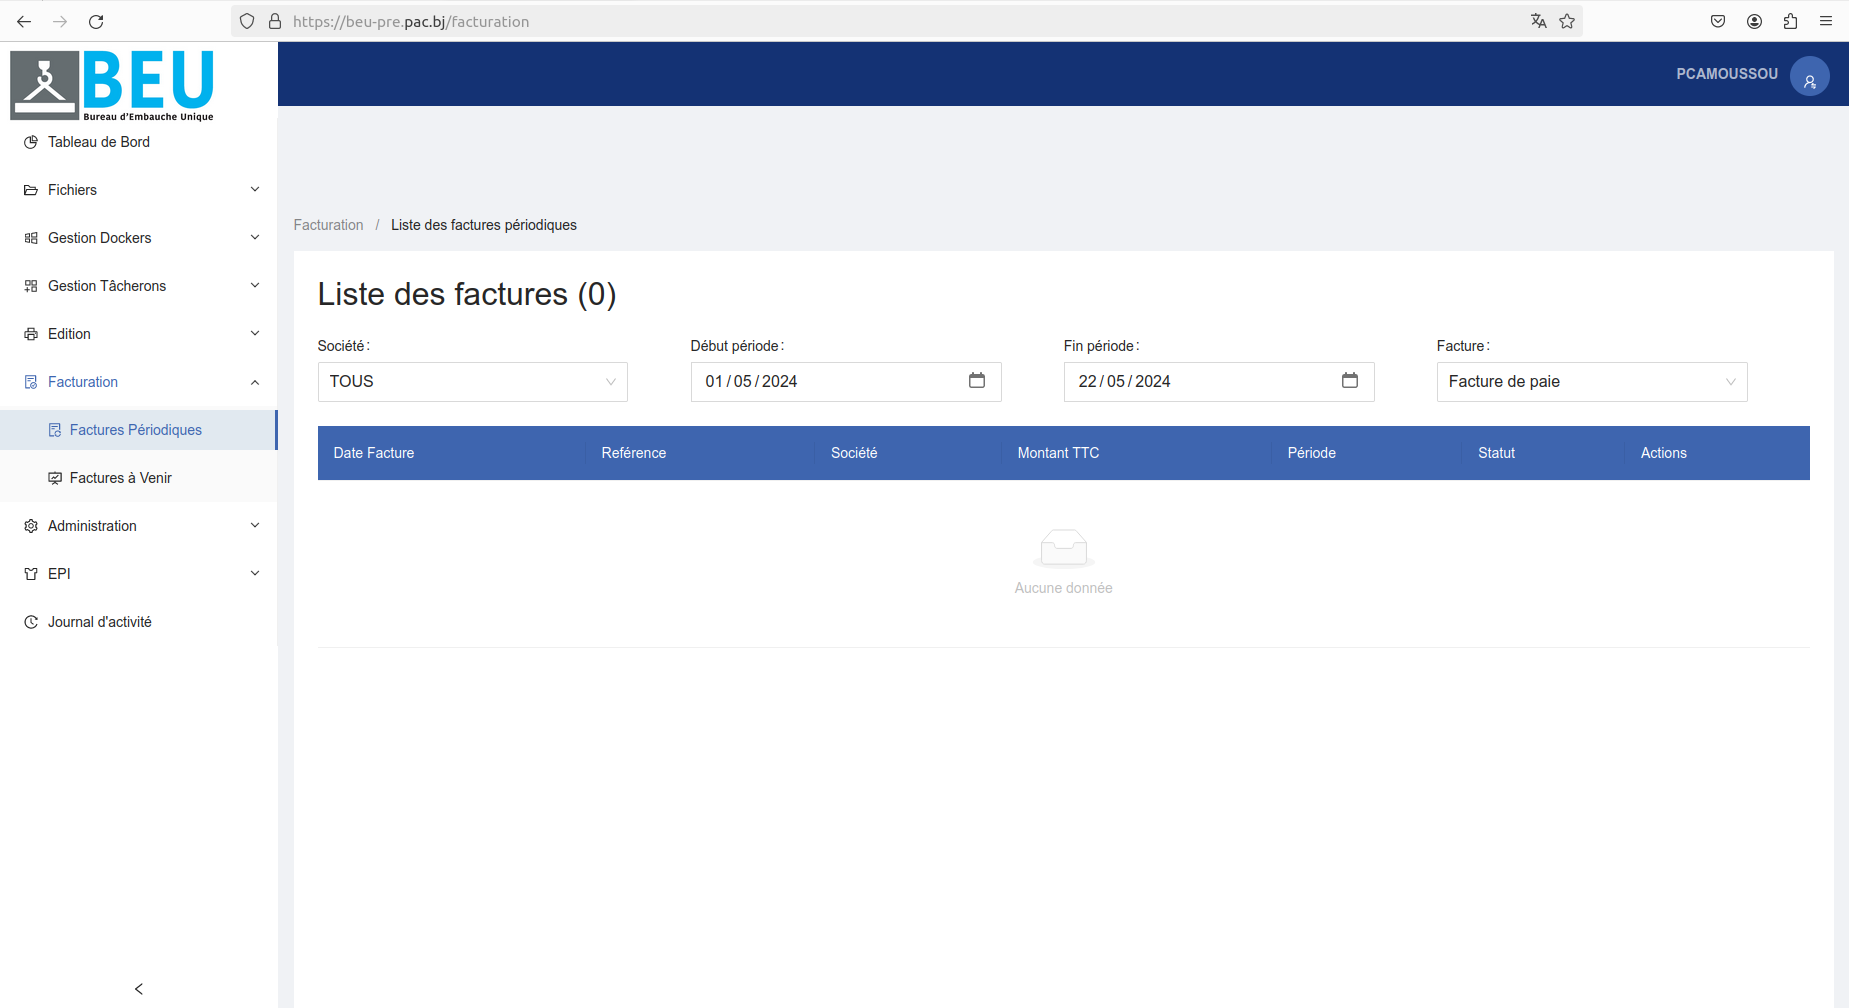 https://beu-pre.pac.bj/facturation
BEU
Bureau d'Embauche Unique
PCAMOUSSOU
Tableau de Bord
Fichiers
Gestion Dockers
Gestion Tâcherons
Edition
Facturation
Factures Périodiques
Factures à Venir
Administration
EPI
Journal d'activité
Facturation / Liste des factures périodiques
Liste des factures (0)
Société : Début période : Fin période : Facture :
TOUS 01/05/2024 22/05/2024 Facture de paie
Date Facture Reférence Société Montant TTC Période Statut Actions
Aucune donnée